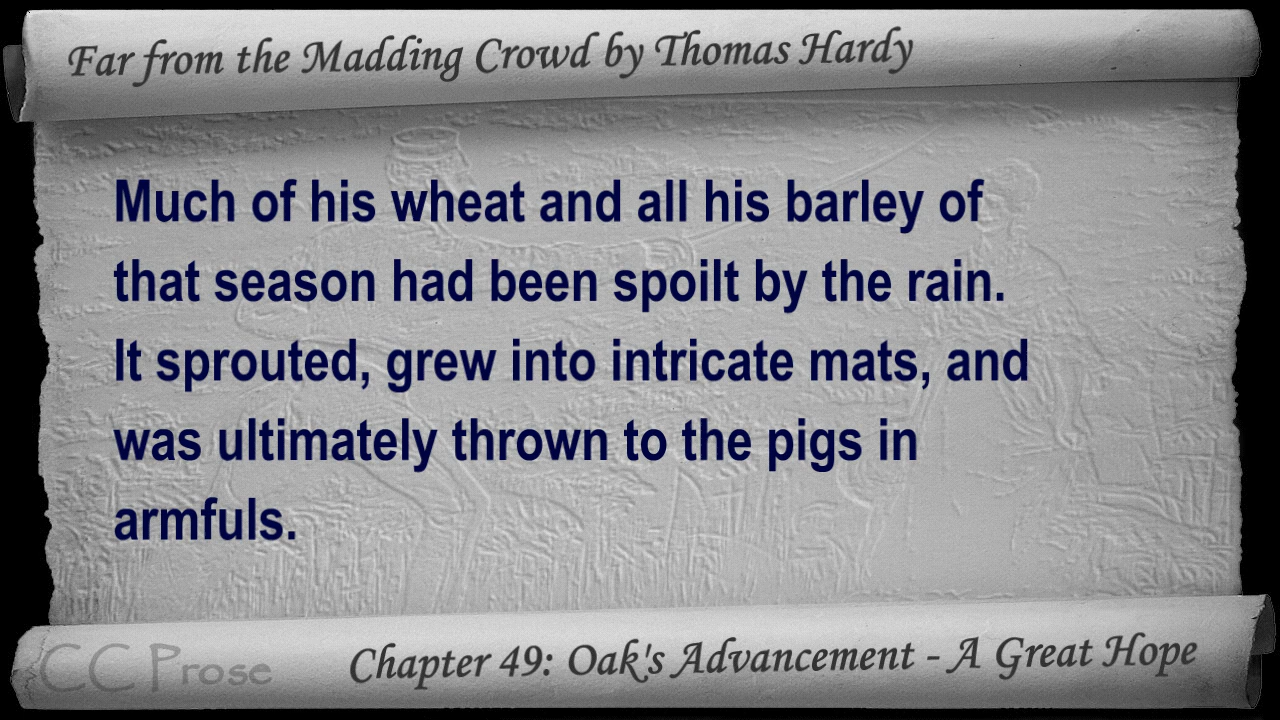 Far from the Madding Crowd by Thomas Hardy
Much of his wheat and all his barley of
that season had been spoilt by the rain.
It sprouted, grew into intricate mats, and
was ultimately thrown to the pigs in
armfuls.
CC Prose
Chapter 49: Oak's Advancement - A Great Hope